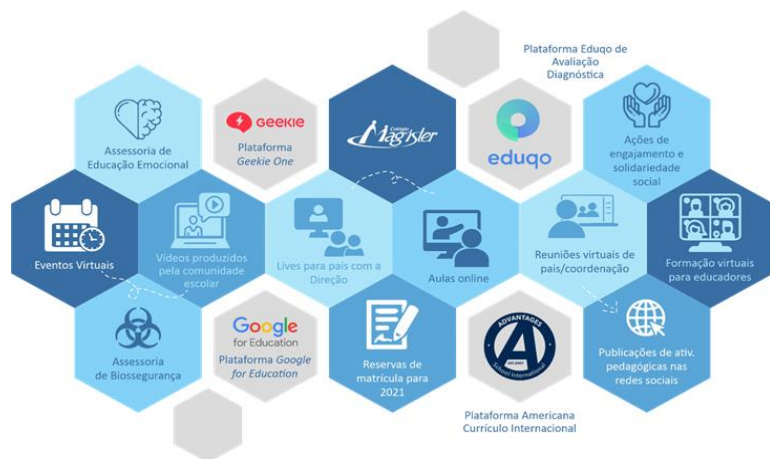 Plataforma Eduqo de
Avaliação
Diagnóstica
Assessoria de
Educação Emocional
GEEKIE
Plataforma
Geekie One
Colégio
Magister
eduqo
Ações de
engajamento e
solidariedade
social
Eventos Virtuais
Vídeos produzidos
pela comunidade
escolar
Lives para pais com a
Direção
Aulas online
Reuniões virtuais de
pais/coordenação
Formação virtuais
para educadores
Assessoria
de Biossegurança
Google
for Education
Plataforma Google
for Education
Reservas de
matrícula para
2021
ADVANTAGES
A
School International
Publicações de ativ.
pedagógicas nas
redes sociais
Plataforma Americana
Currículo Internacional